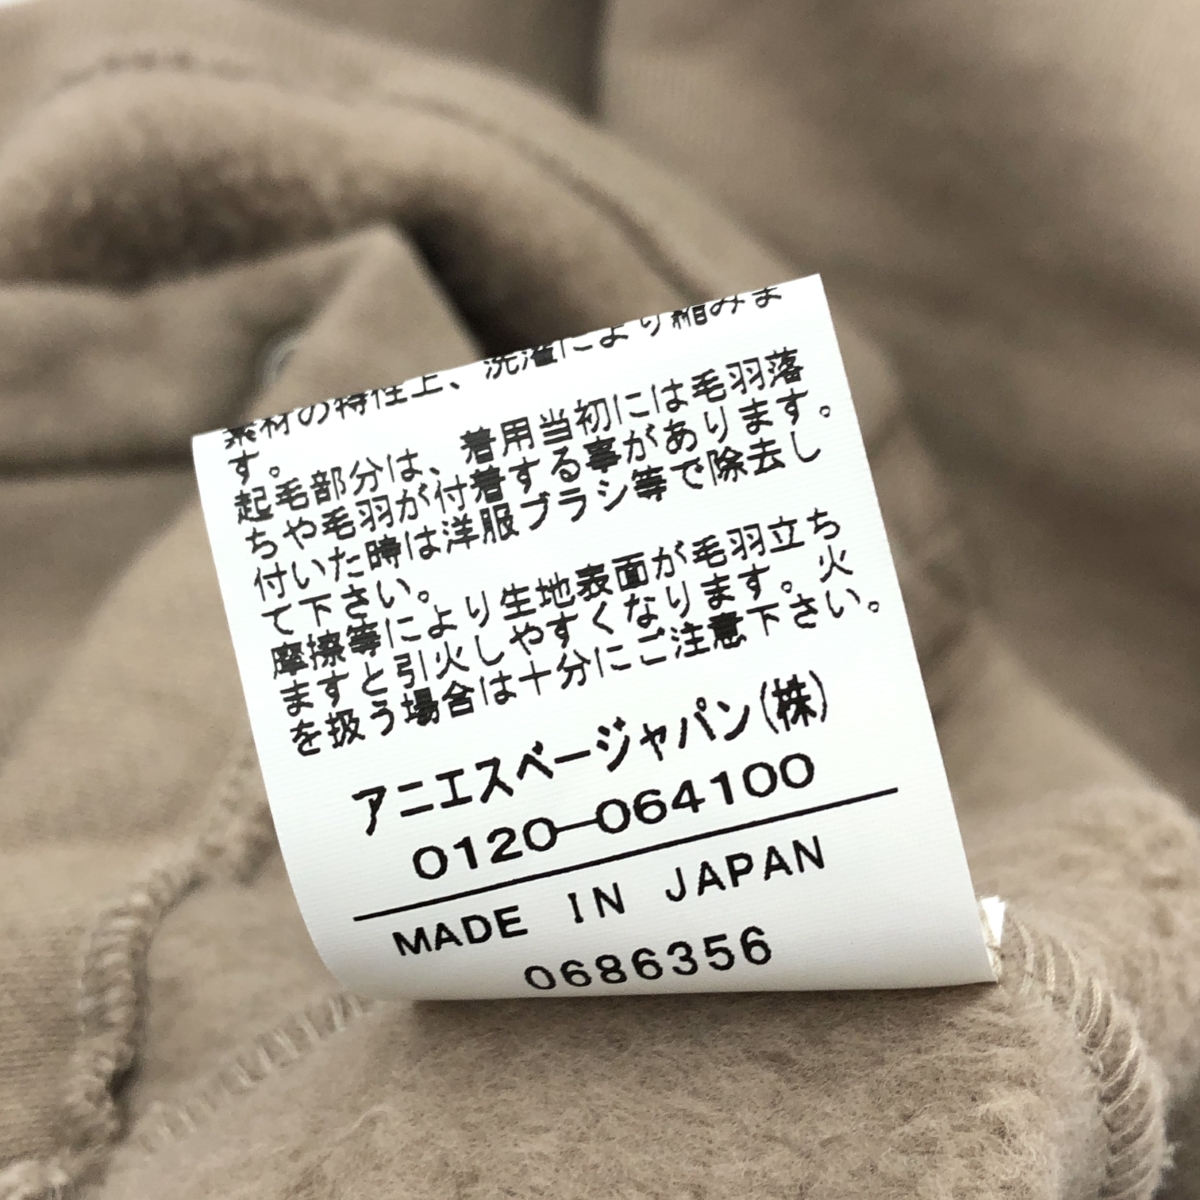 素材の特性上、洗濯により縮みま
す。
起毛部分は、着用当初には毛羽落
ちや毛羽が付着する事があります。
付いた時は洋服ブラシ等で除去し
て下さい。
摩擦等により生地表面が毛羽立ち
ますと引火しやすくなります。火
を扱う場合は十分にご注意下さい。
アニエスベージャパン(株)
0120-064100
MADE IN JAPAN
0686356